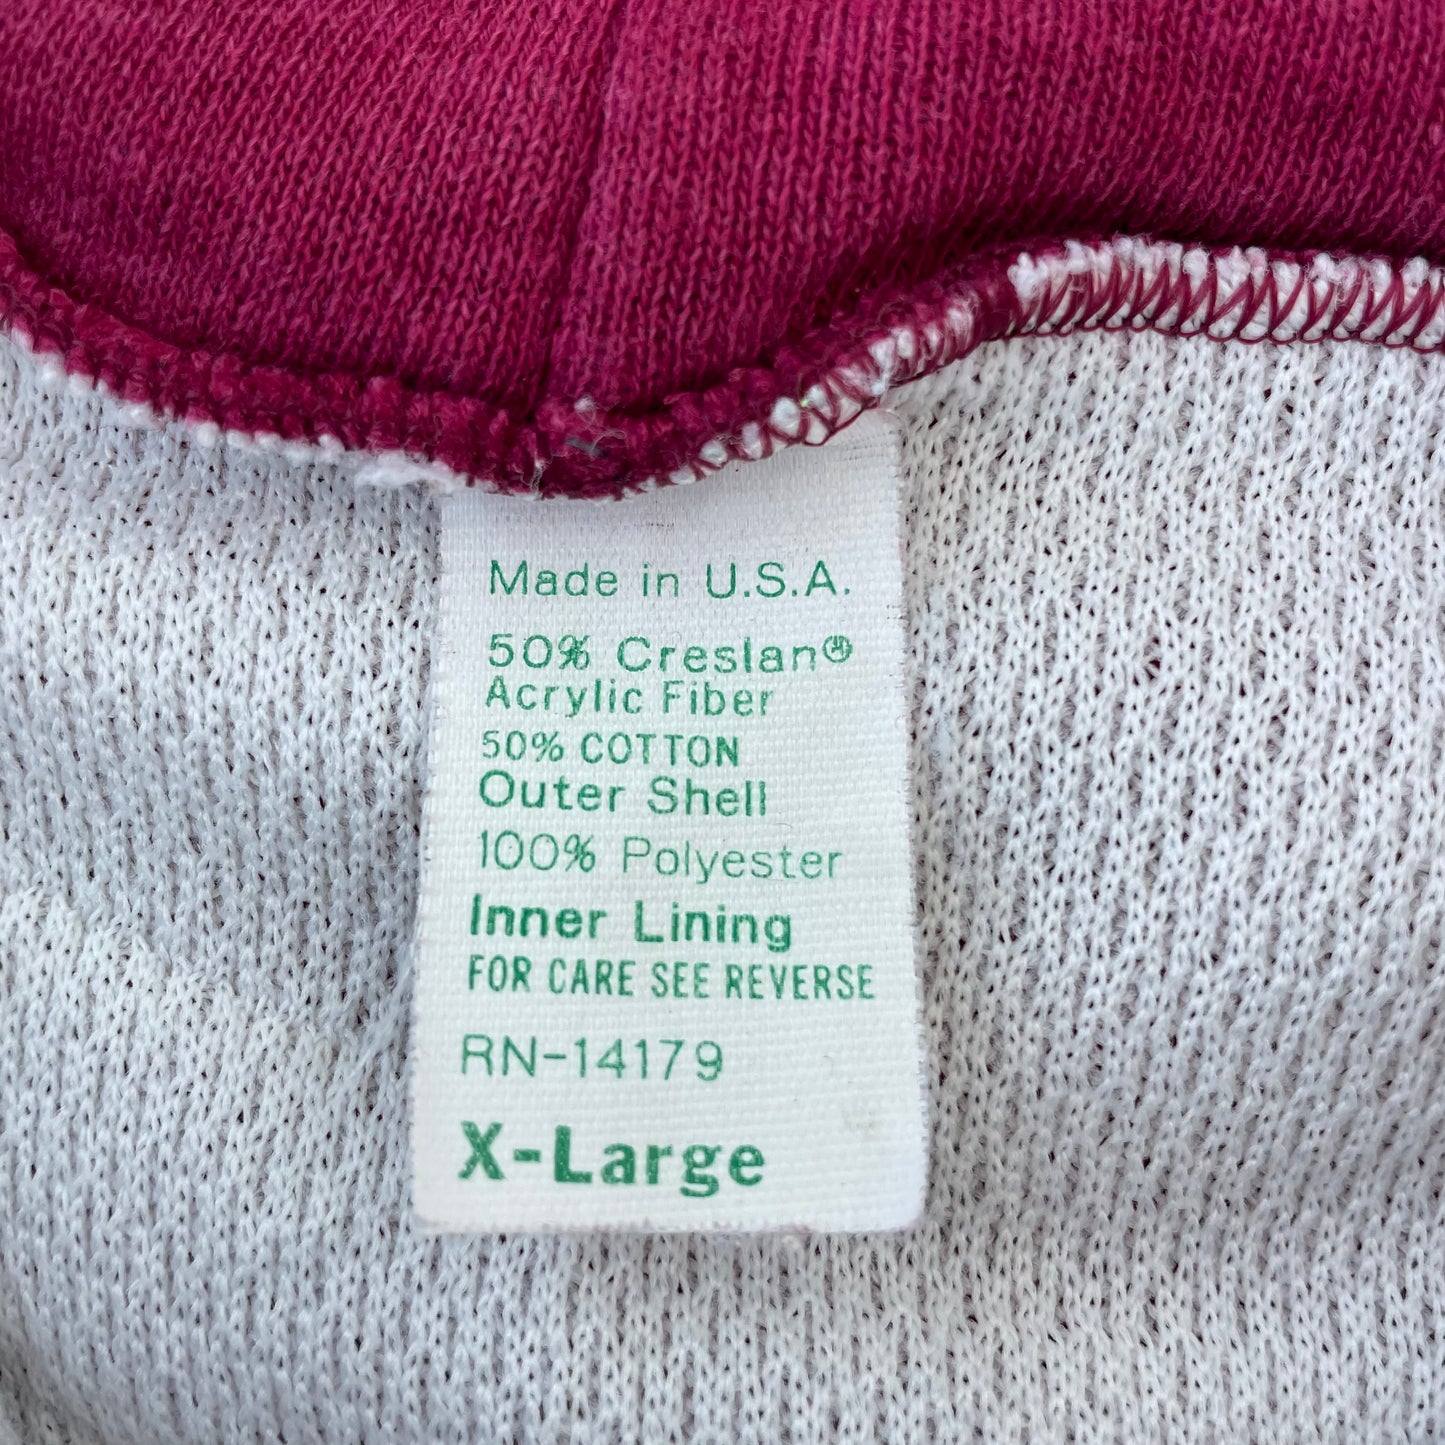 Made in U.S.A.
50% Creslan®
Acrylic Fiber
50% COTTON
Outer Shell
100% Polyester
Inner Lining
FOR CARE SEE REVERSE
RN-14179
X-Large